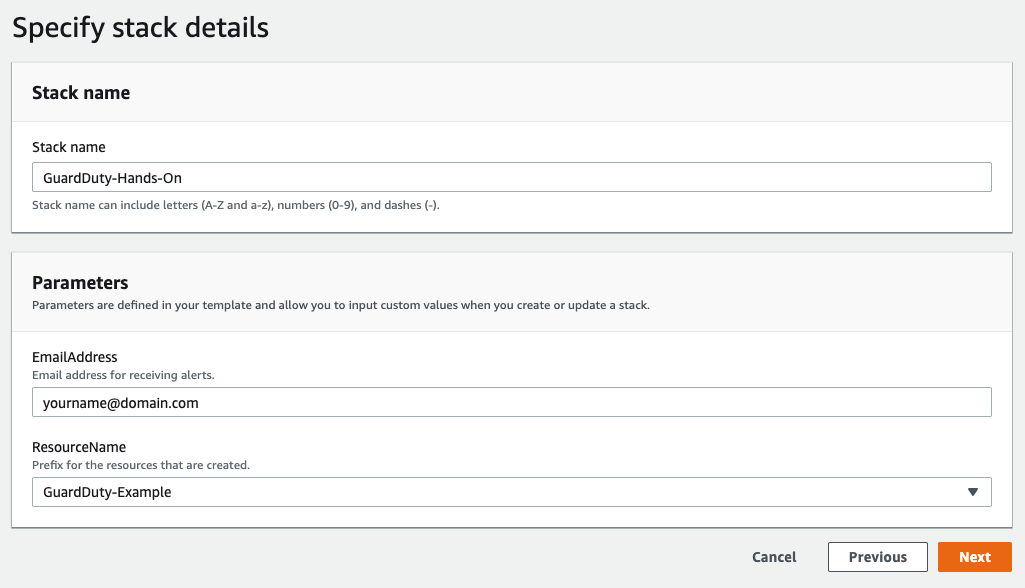 Specify stack details
Stack name
Stack name
GuardDuty-Hands-On
Stack name can include letters (A-Z and a-z), numbers (0-9), and dashes (-).
Parameters
Parameters are defined in your template and allow you to input custom values when you create or update a stack.
EmailAddress
Email address for receiving alerts.
yourname@domain.com
ResourceName
Prefix for the resources that are created.
GuardDuty-Example
Cancel Previous Next